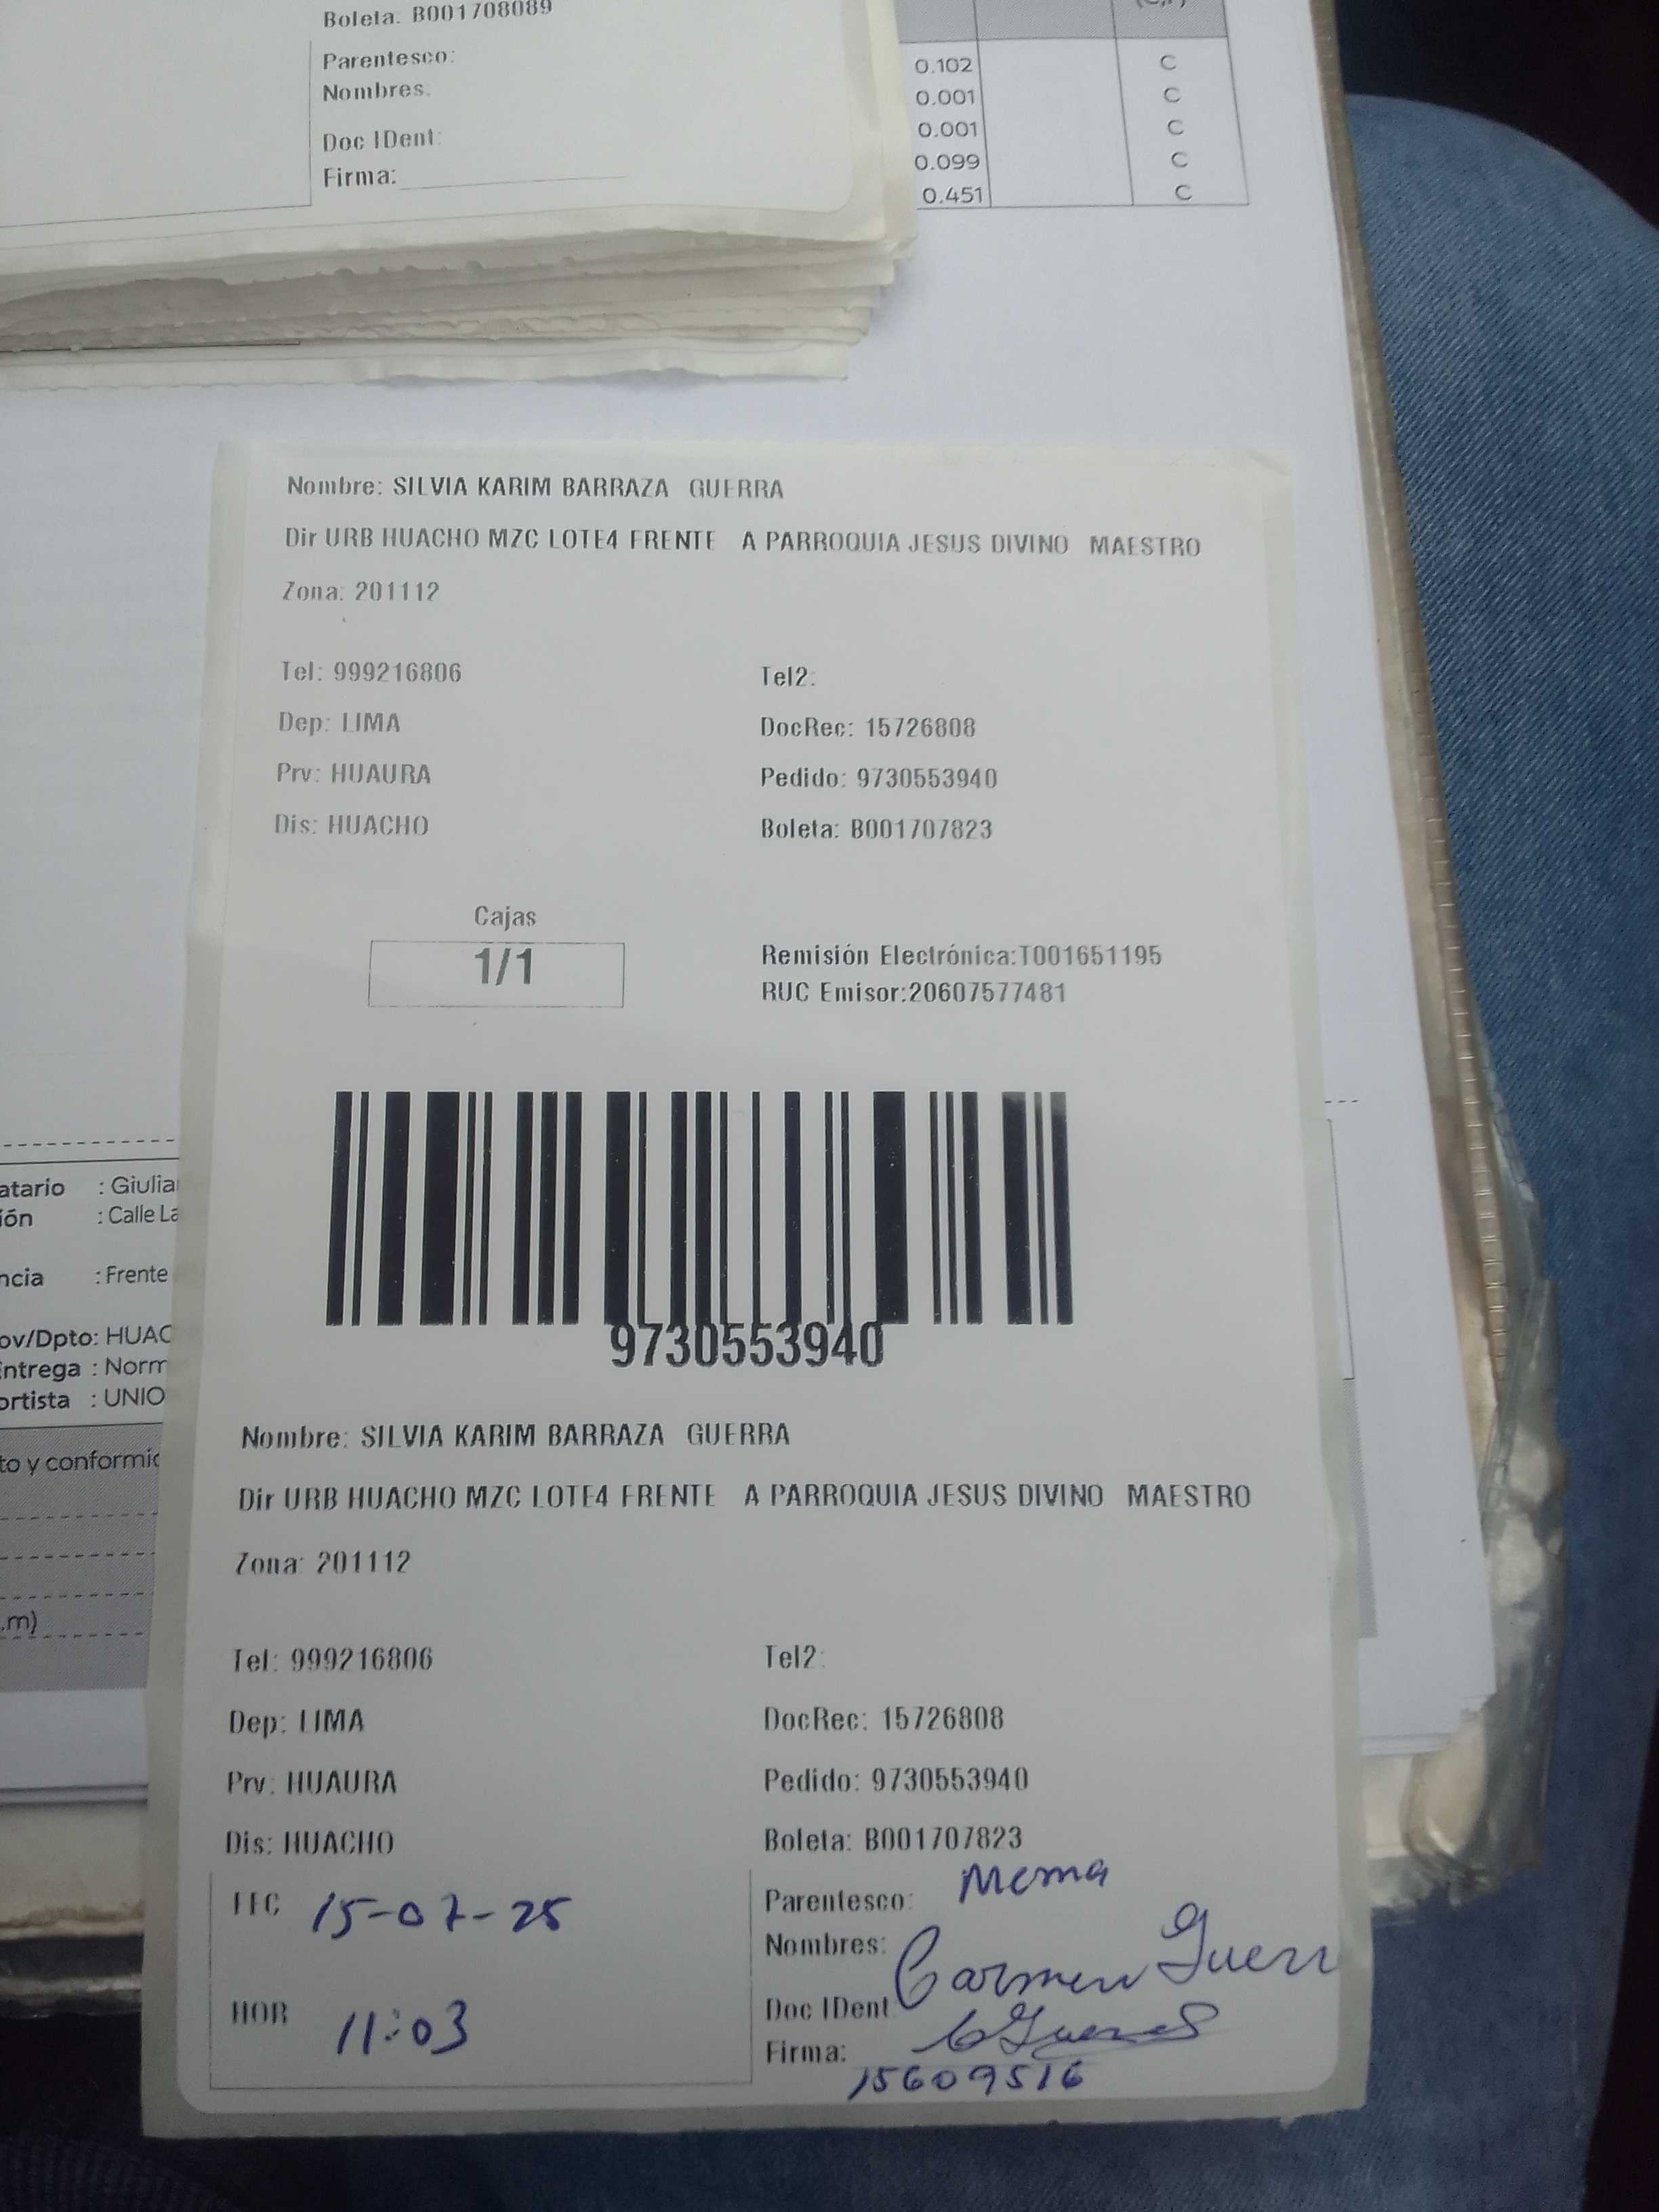 Boleta: B001708089
Parentesco:
Nombres:
Doc IDent:
Firma:
0.102 C
0.001 C
0.001 C
0.099 C
0.451 C
Nombre: SILVIA KARIM BARRAZA GUERRA
Dir URB HUACHO MZC LOTE4 FRENTE A PARROQUIA JESUS DIVINO MAESTRO
Zona: 201112
Tel: 999216806 Tel2:
Dep: LIMA DocRec: 15726808
Prv: HUAURA Pedido: 9730553940
Dis: HUACHO Boleta: B001707823
Cajas
1/1
Remisión Electrónica:T001651195
RUC Emisor:20607577481
9730553940
atario : Giulia
ión : Calle La
ncia : Frente
ov/Dpto: HUAC
Entrega : Norm
ortista : UNIO
to y conformid
.m)
Nombre: SILVIA KARIM BARRAZA GUERRA
Dir URB HUACHO MZC LOTE4 FRENTE A PARROQUIA JESUS DIVINO MAESTRO
Zona: 201112
Tel: 999216806 Tel2:
Dep: LIMA DocRec: 15726808
Prv: HUAURA Pedido: 9730553940
Dis: HUACHO Boleta: B001707823
FEC 15-07-25
HOR 11:03
Parentesco: Mema
Nombres: Carmen Guerr
Doc IDent
Firma: CGuerra
15609516